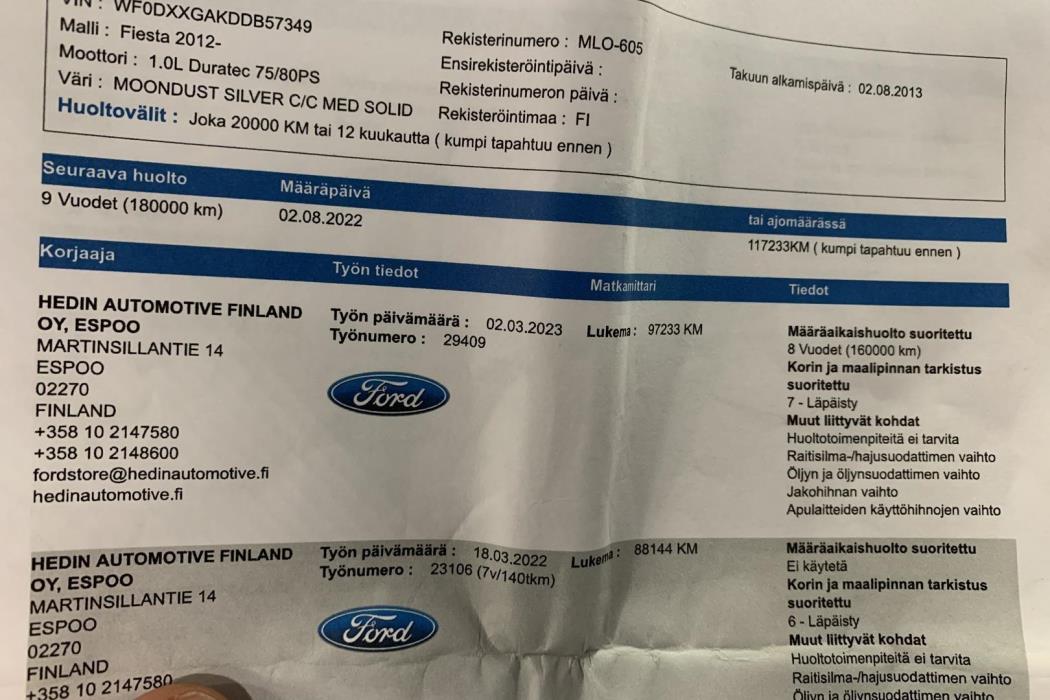 VIN : WF0DXXGAKDDB57349
Malli : Fiesta 2012-
Moottori : 1.0L Duratec 75/80PS
Väri : MOONDUST SILVER C/C MED SOLID
Huoltovälit : Joka 20000 KM tai 12 kuukautta ( kumpi tapahtuu ennen )
Rekisterinumero : MLO-605
Ensirekisteröintipäivä :
Rekisterinumeron päivä :
Rekisteröintimaa : FI
Takuun alkamispäivä : 02.08.2013
Seuraava huolto Määräpäivä tai ajomäärässä
9 Vuodet (180000 km) 02.08.2022 117233KM ( kumpi tapahtuu ennen )
Korjaaja Työn tiedot Matkamittari Tiedot
HEDIN AUTOMOTIVE FINLAND
OY, ESPOO
MARTINSILLANTIE 14
ESPOO
02270
FINLAND
+358 10 2147580
+358 10 2148600
fordstore@hedinautomotive.fi
hedinautomotive.fi
Työn päivämäärä : 02.03.2023
Työnumero : 29409
Ford
Lukema : 97233 KM
Määräaikaishuolto suoritettu
8 Vuodet (160000 km)
Korin ja maalipinnan tarkistus
suoritettu
7 - Läpäisty
Muut liittyvät kohdat
Huoltotoimenpiteitä ei tarvita
Raitisilma-/hajusuodattimen vaihto
Öljyn ja öljynsuodattimen vaihto
Jakohihnan vaihto
Apulaitteiden käyttöhihnojen vaihto
HEDIN AUTOMOTIVE FINLAND
OY, ESPOO
MARTINSILLANTIE 14
ESPOO
02270
FINLAND
+358 10 2147580
Työn päivämäärä : 18.03.2022
Työnumero : 23106 (7v/140tkm)
Ford
Lukema : 88144 KM
Määräaikaishuolto suoritettu
Ei käytetä
Korin ja maalipinnan tarkistus
suoritettu
6 - Läpäisty
Muut liittyvät kohdat
Huoltotoimenpiteitä ei tarvita
Raitisilma-/hajusuodattimen vaihto
Öljyn ja öljynsuodattimen vaihto